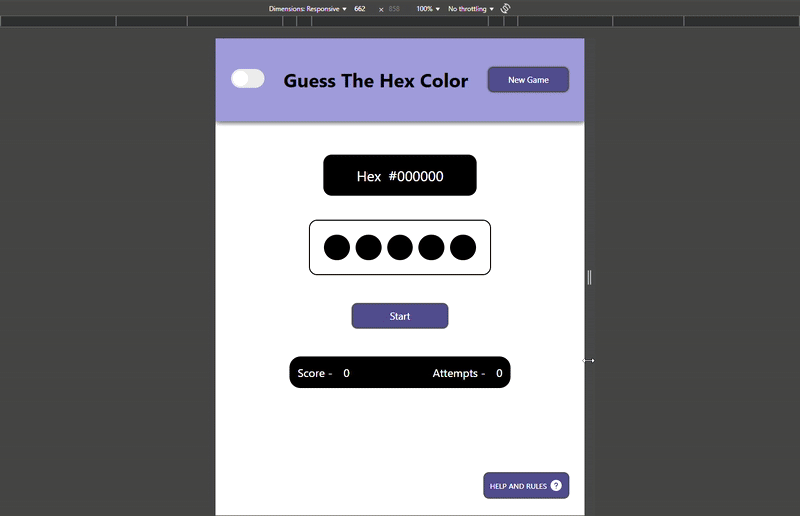 Dimensions: Responsive 662 × 858 100% No throttling
Guess The Hex Color
New Game
Hex #000000
Start
Score - 0 Attempts - 0
HELP AND RULES ?